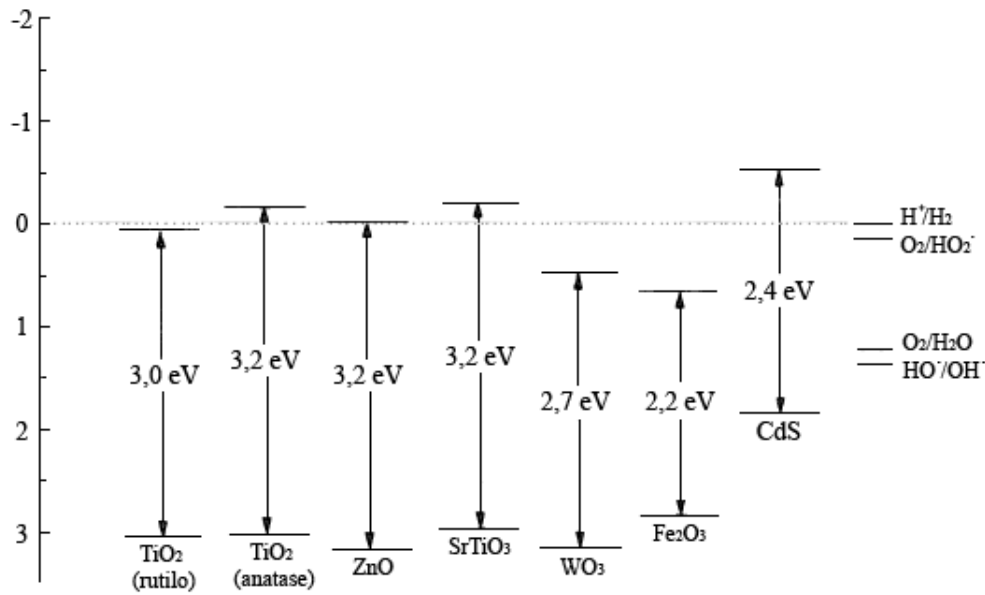 -2
-1
0
1
2
3
3,0 eV
3,2 eV
3,2 eV
3,2 eV
2,7 eV
2,2 eV
2,4 eV
TiO₂
(rutilo)
TiO₂
(anatase)
ZnO
SrTiO₃
WO₃
Fe₂O₃
CdS
H⁺/H₂
O₂/HO₂⁻
O₂/H₂O
HO⁻/OH⁻